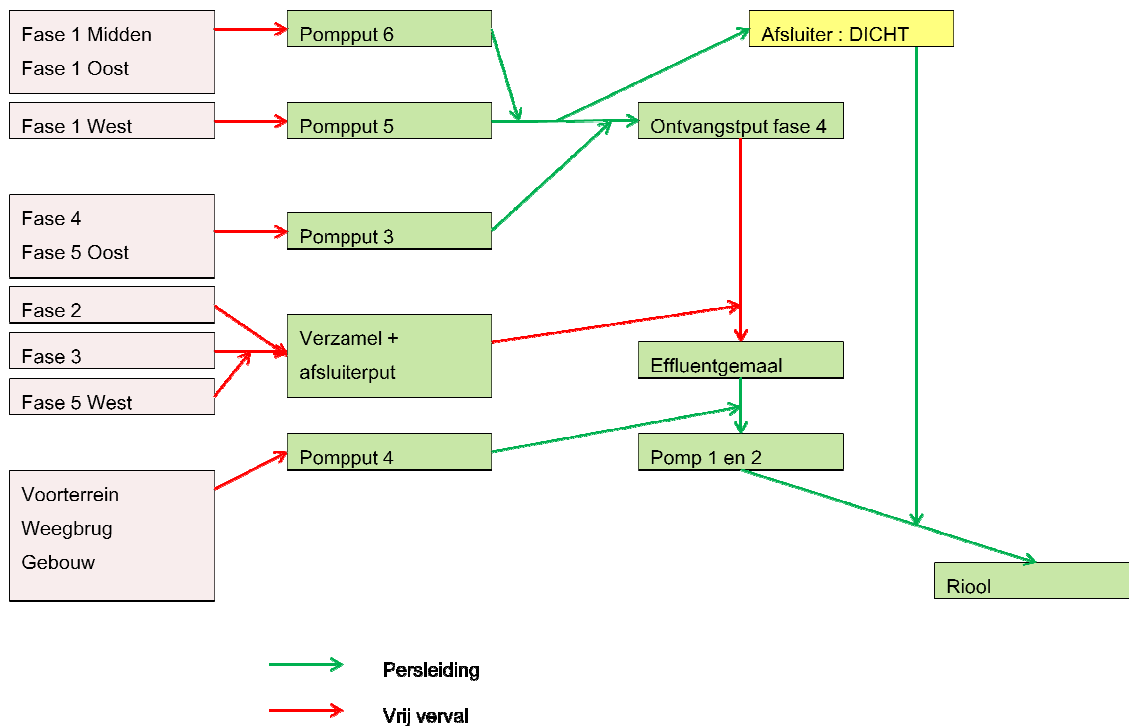 Fase 1 Midden
Fase 1 Oost
Pompput 6
Afsluiter : DICHT
Fase 1 West
Pompput 5
Ontvangstput fase 4
Fase 4
Fase 5 Oost
Pompput 3
Fase 2
Fase 3
Fase 5 West
Verzamel +
afsluiterput
Effluentgemaal
Pompput 4
Pomp 1 en 2
Voorterrein
Weegbrug
Gebouw
Riool
Persleiding
Vrij verval